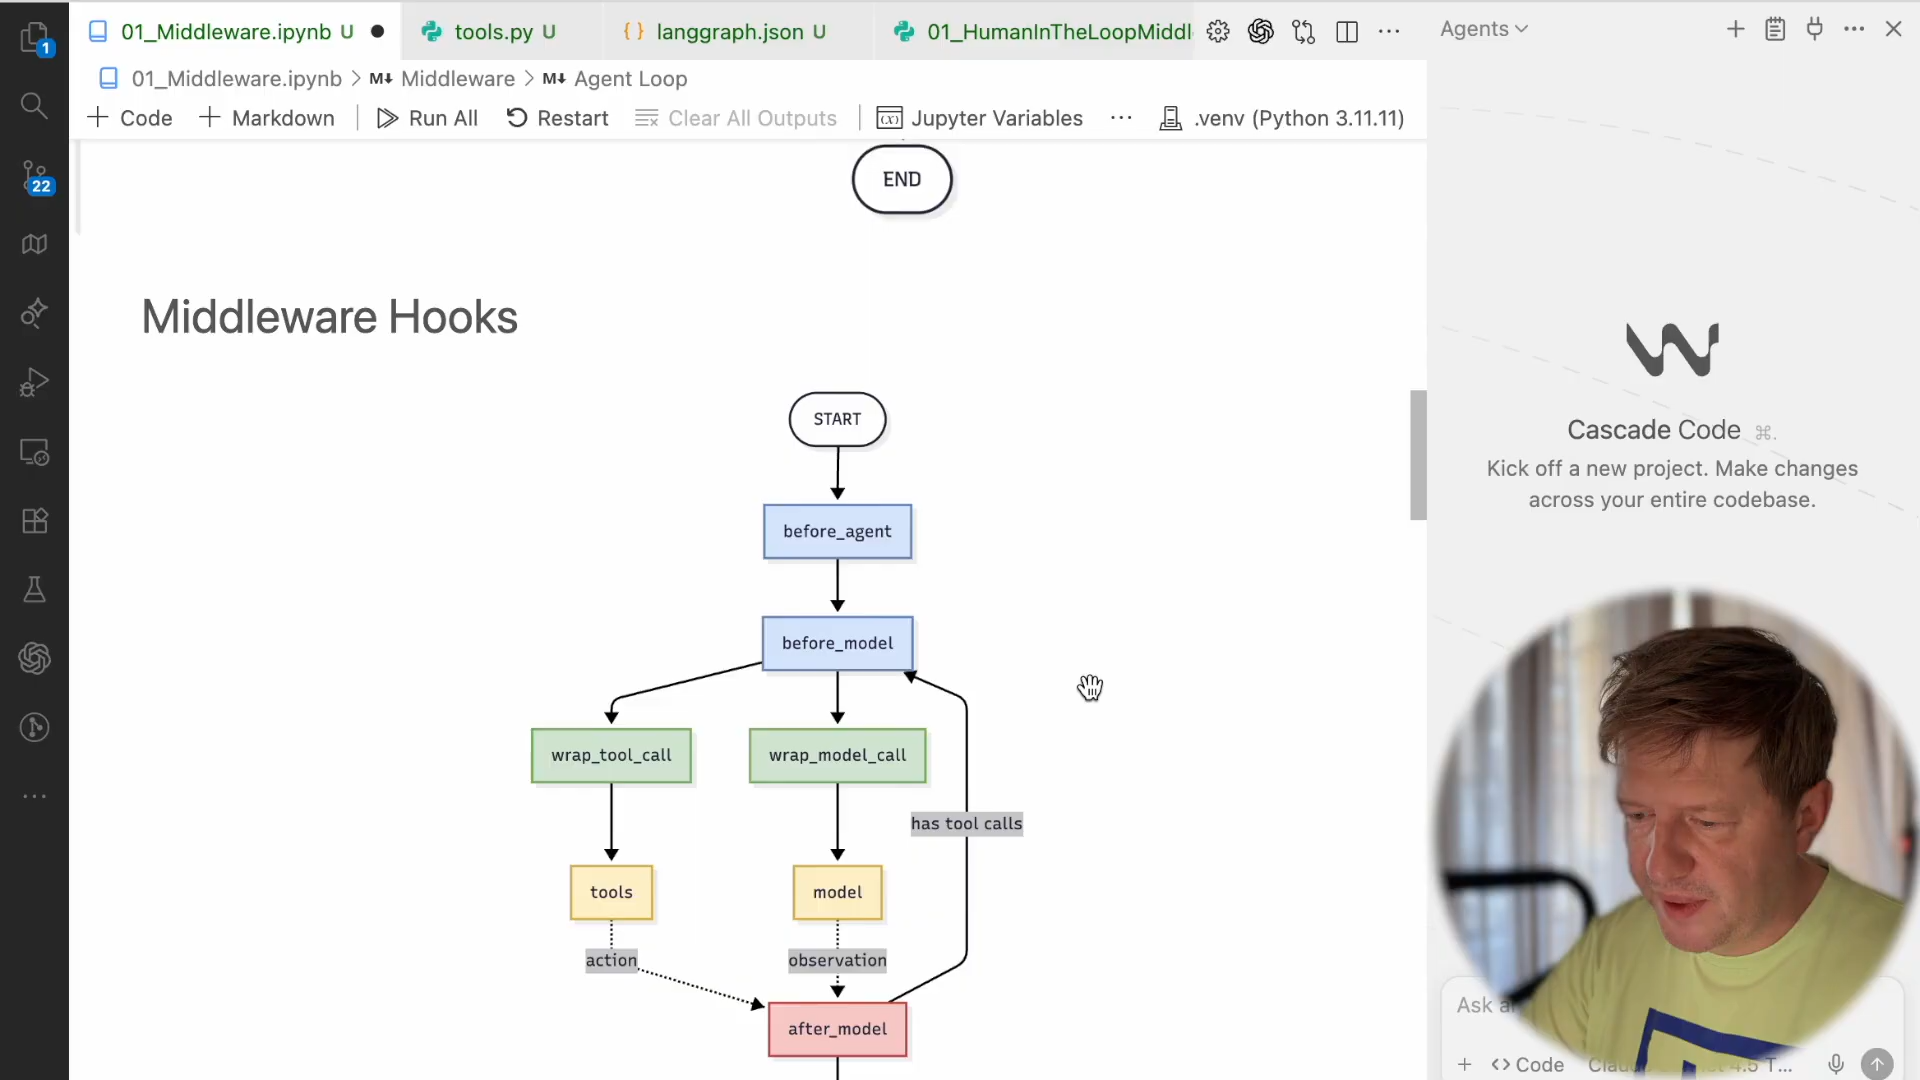 01_Middleware.ipynb U
tools.py U
{} langgraph.json U
01_HumanInTheLoopMiddl
Agents
1
01_Middleware.ipynb > M↓ Middleware > M↓ Agent Loop
+ Code + Markdown Run All Restart Clear All Outputs Jupyter Variables ... .venv (Python 3.11.11)
22
END
Middleware Hooks
START
before_agent
before_model
wrap_tool_call
wrap_model_call
has tool calls
tools
model
action
observation
after_model
Cascade Code ⌘.
Kick off a new project. Make changes
across your entire codebase.
Ask
+ <> Code 4.5 T...